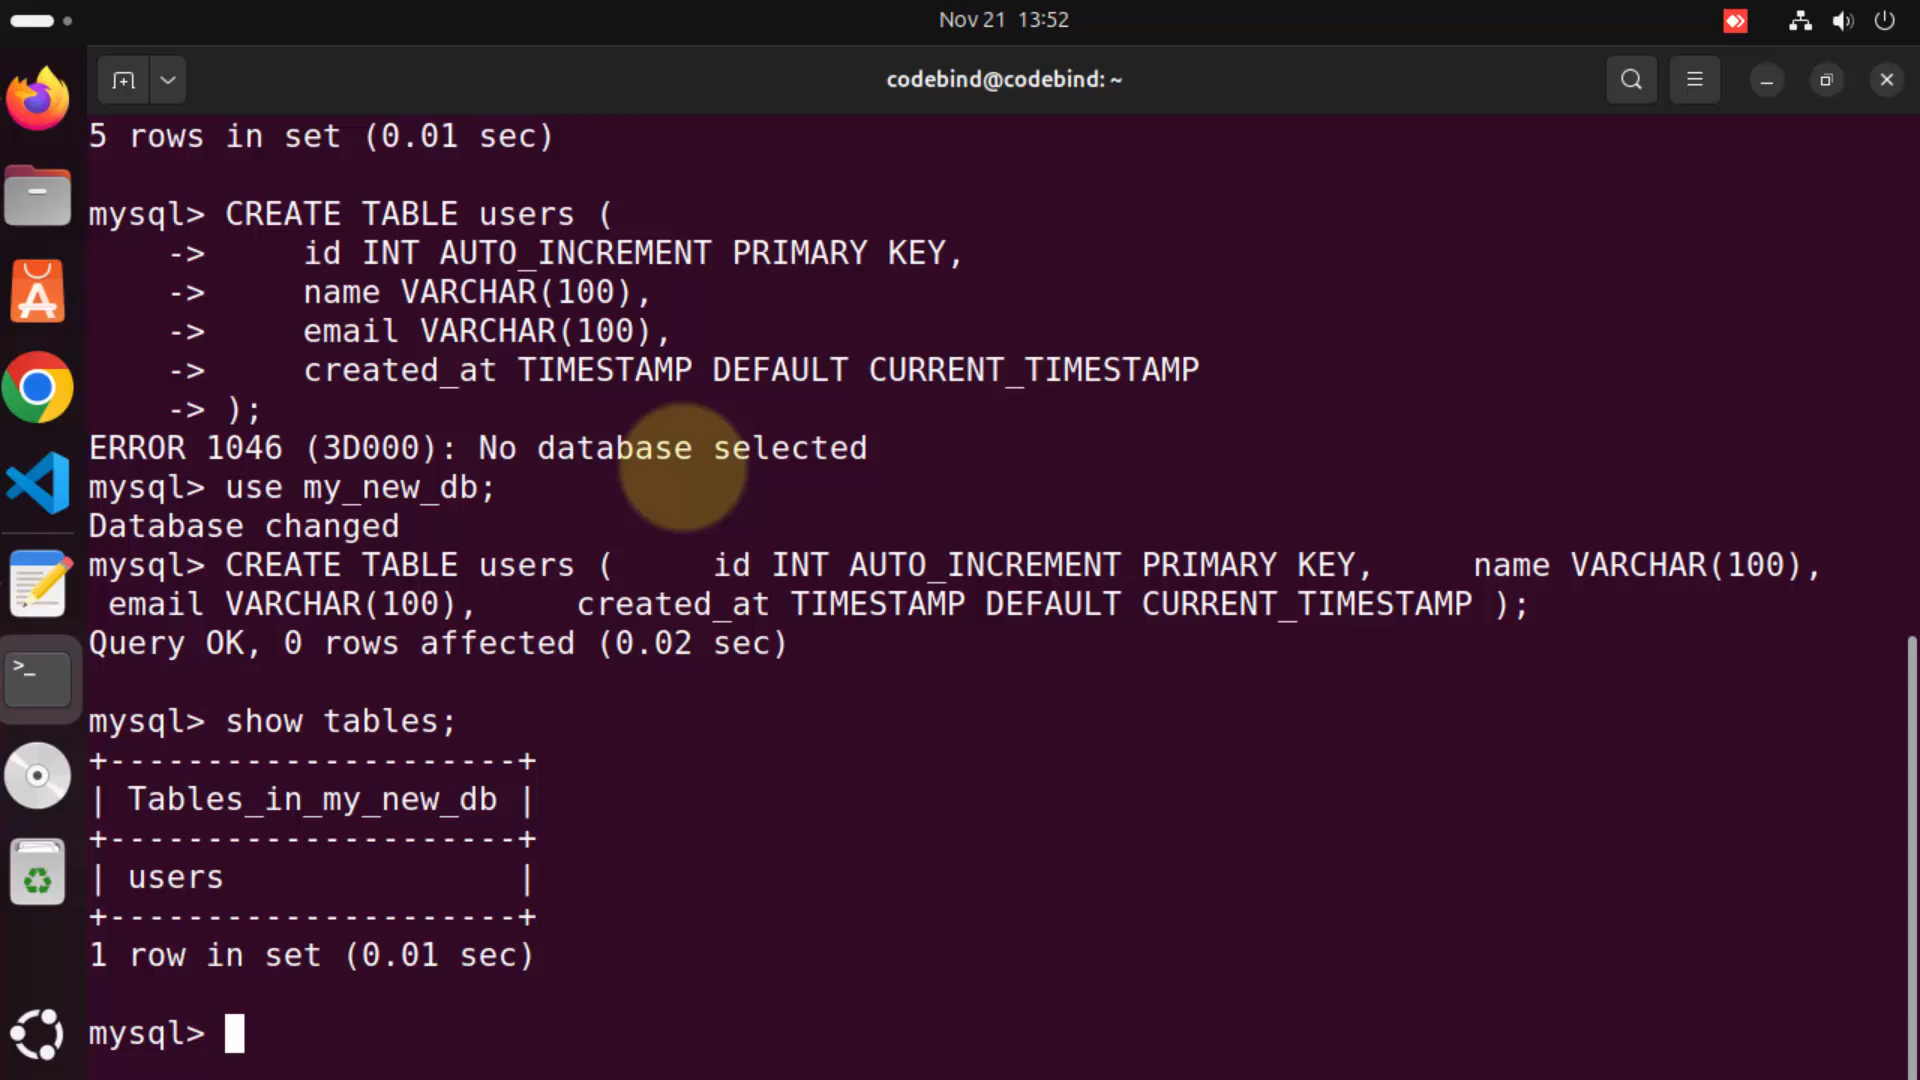 Nov 21 13:52
codebind@codebind: ~
5 rows in set (0.01 sec)
mysql> CREATE TABLE users (
    ->     id INT AUTO_INCREMENT PRIMARY KEY,
    ->     name VARCHAR(100),
    ->     email VARCHAR(100),
    ->     created_at TIMESTAMP DEFAULT CURRENT_TIMESTAMP
    -> );
ERROR 1046 (3D000): No database selected
mysql> use my_new_db;
Database changed
mysql> CREATE TABLE users (     id INT AUTO_INCREMENT PRIMARY KEY,     name VARCHAR(100),
 email VARCHAR(100),     created_at TIMESTAMP DEFAULT CURRENT_TIMESTAMP );
Query OK, 0 rows affected (0.02 sec)
mysql> show tables;
+---------------------+
| Tables_in_my_new_db |
+---------------------+
| users               |
+---------------------+
1 row in set (0.01 sec)
mysql>